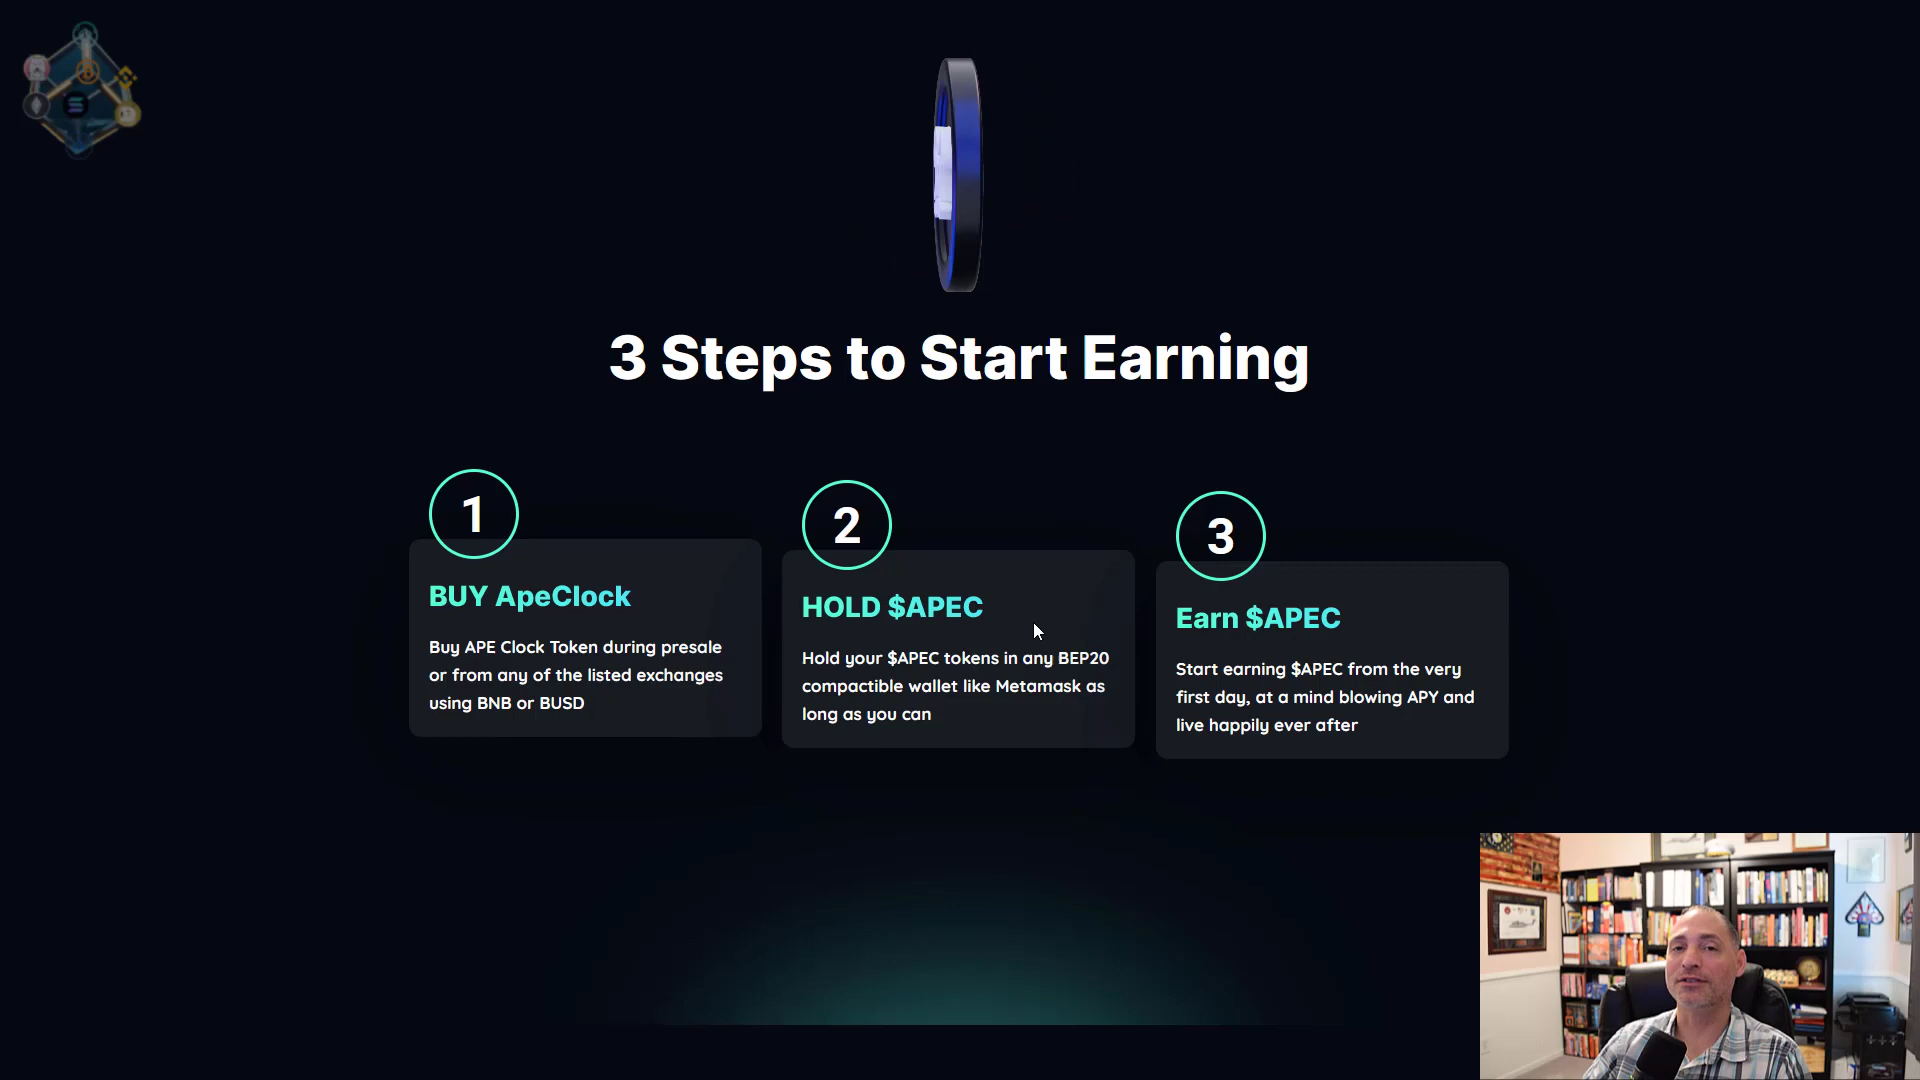 3 Steps to Start Earning
1
BUY ApeClock
Buy APE Clock Token during presale
or from any of the listed exchanges
using BNB or BUSD
2
HOLD $APEC
Hold your $APEC tokens in any BEP20
compactible wallet like Metamask as
long as you can
3
Earn $APEC
Start earning $APEC from the very
first day, at a mind blowing APY and
live happily ever after